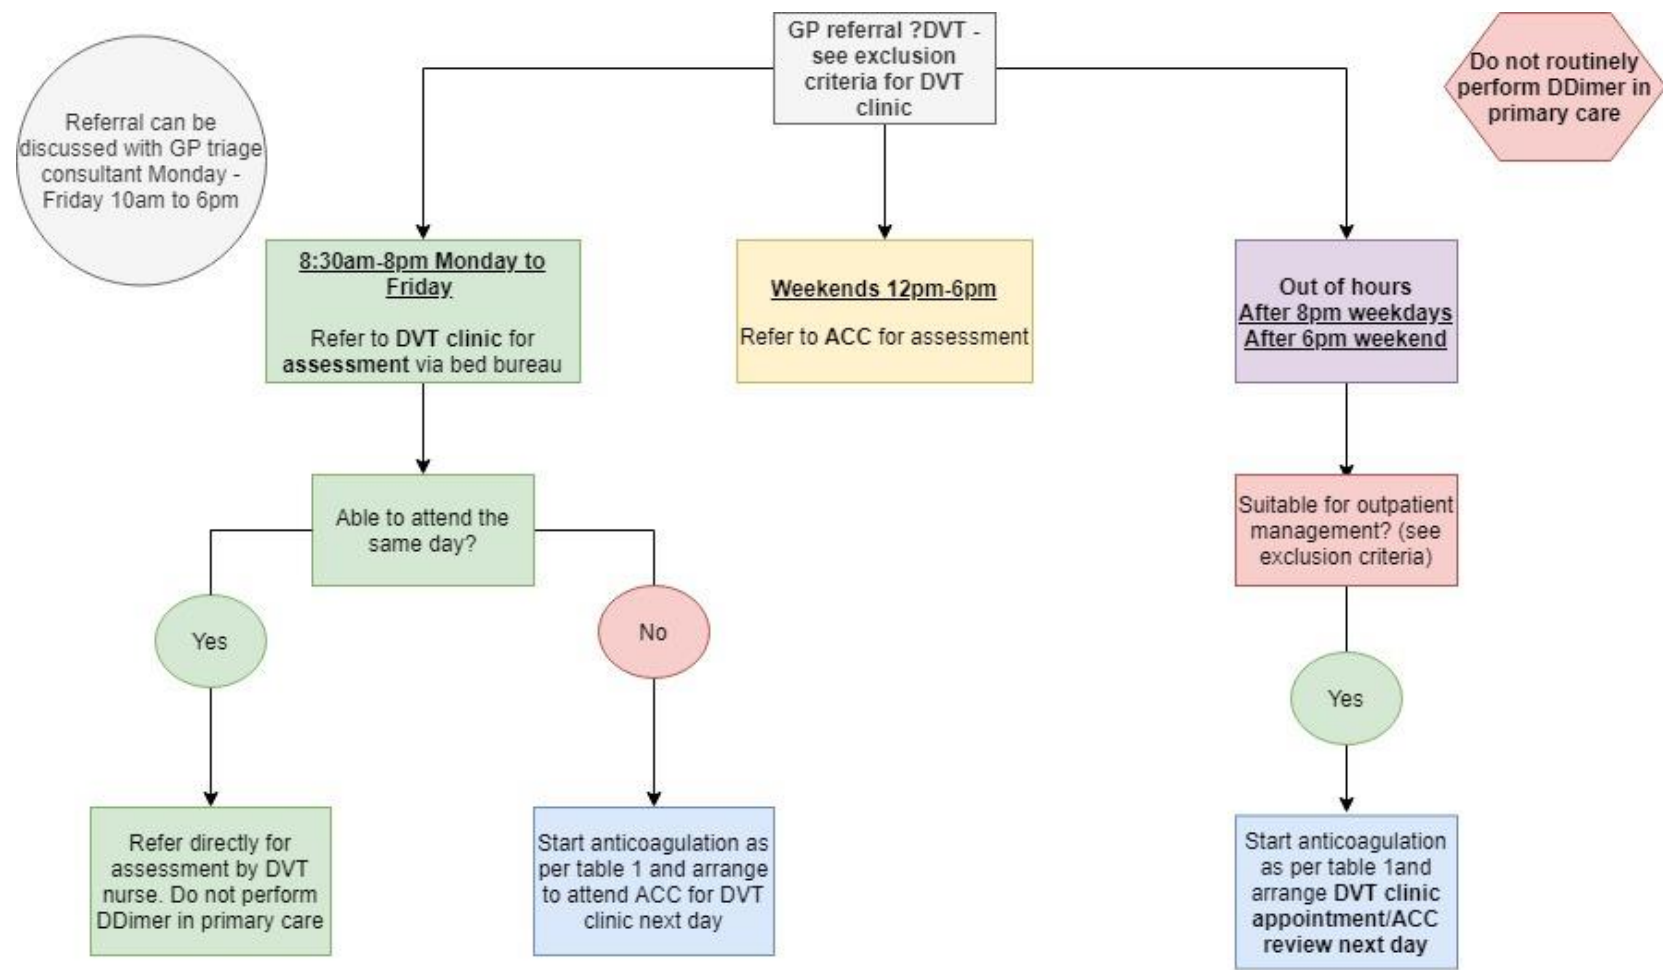 GP referral ?DVT -
see exclusion
criteria for DVT
clinic
Do not routinely
perform DDimer in
primary care
Referral can be
discussed with GP triage
consultant Monday -
Friday 10am to 6pm
8:30am-8pm Monday to
Friday
Refer to DVT clinic for
assessment via bed bureau
Weekends 12pm-6pm
Refer to ACC for assessment
Out of hours
After 8pm weekdays
After 6pm weekend
Able to attend the
same day?
Suitable for outpatient
management? (see
exclusion criteria)
Yes
No
Yes
Refer directly for
assessment by DVT
nurse. Do not perform
DDimer in primary care
Start anticoagulation as
per table 1 and arrange
to attend ACC for DVT
clinic next day
Start anticoagulation
as per table 1and
arrange DVT clinic
appointment/ACC
review next day